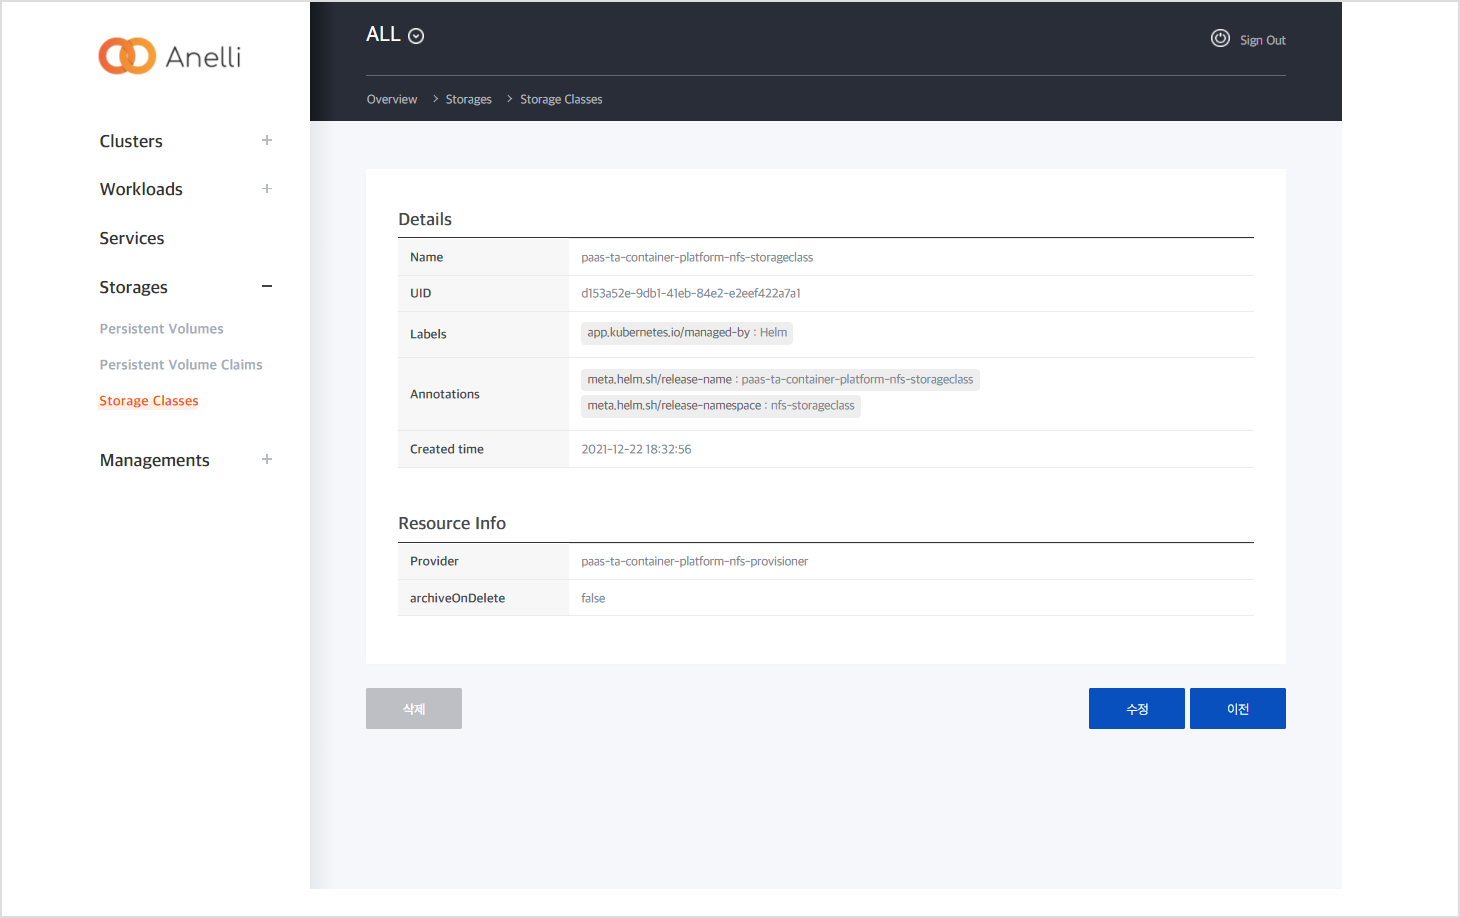 Anelli
Clusters
Workloads
Services
Storages
Persistent Volumes
Persistent Volume Claims
Storage Classes
Managements
ALL
Sign Out
Overview > Storages > Storage Classes
Details
Name paas-ta-container-platform-nfs-storageclass
UID d153a52e-9db1-41eb-84e2-e2eef422a7a1
Labels app.kubernetes.io/managed-by : Helm
Annotations meta.helm.sh/release-name : paas-ta-container-platform-nfs-storageclass
meta.helm.sh/release-namespace : nfs-storageclass
Created time 2021-12-22 18:32:56
Resource Info
Provider paas-ta-container-platform-nfs-provisioner
archiveOnDelete false
삭제 수정 이전